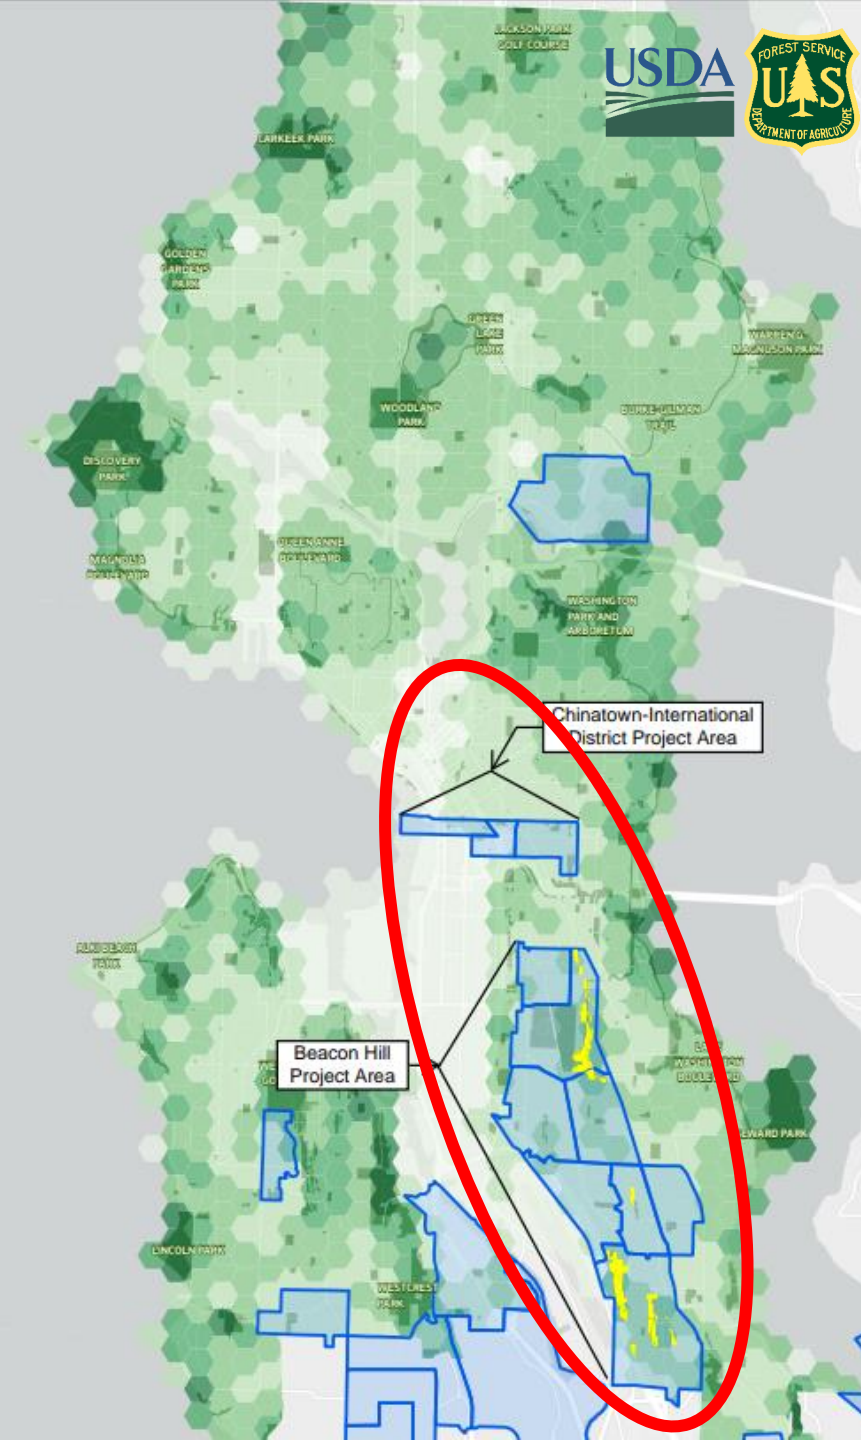 JACKSON PARK
GOLF COURSE
USDA
FOREST SERVICE
U S
DEPARTMENT OF AGRICULTURE
CARKEEK PARK
GOLDEN
GARDENS
PARK
GREEN
LAKE
PARK
WARREN G.
MAGNUSON PARK
WOODLAND
PARK
BURKE-GILMAN
TRAIL
DISCOVERY
PARK
QUEEN ANNE
BOULEVARD
MAGNOLIA
BOULEVARD
WASHINGTON
PARK AND
ARBORETUM
Chinatown-International
District Project Area
ALKI BEACH
PARK
Beacon Hill
Project Area
WASHINGTON
BOULEVARD
SEWARD PARK
LINCOLN PARK
WESTCREST
PARK